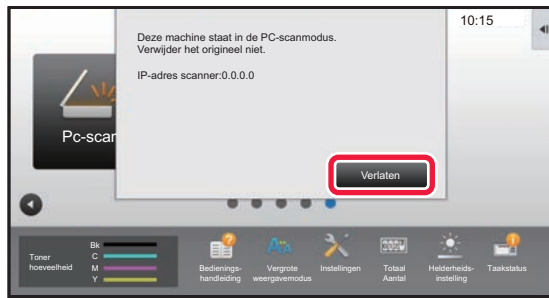 10:15
Deze machine staat in de PC-scanmodus.
Verwijder het origineel niet.
IP-adres scanner:0.0.0.0
Pc-scan
Verlaten
Toner
hoeveelheid
Bk
C
M
Y
Bedienings-
handleiding
Vergrote
weergavemodus
Instellingen
Totaal
Aantal
Helderheids-
instelling
Taakstatus